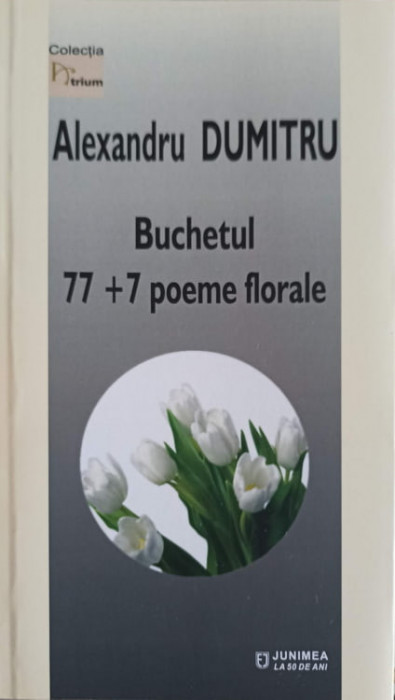 Colecția
Atrium
Alexandru DUMITRU
Buchetul
77 +7 poeme florale
JUNIMEA
LA 50 DE ANI